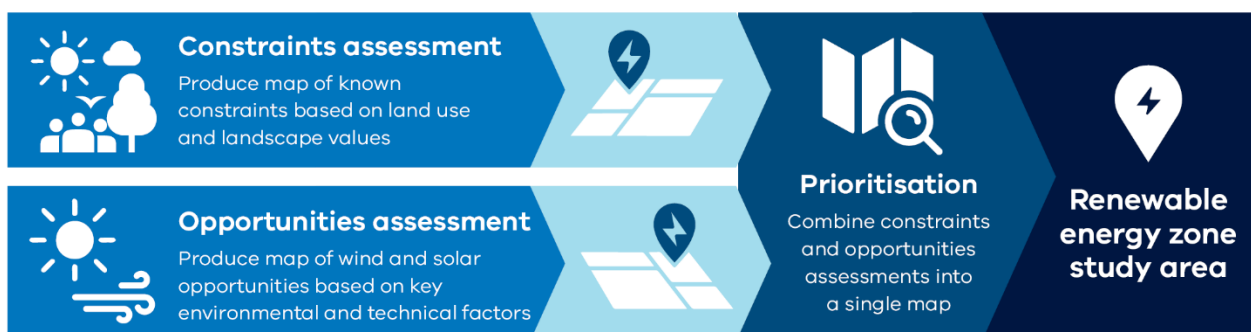 Constraints assessment
Produce map of known
constraints based on land use
and landscape values
Opportunities assessment
Produce map of wind and solar
opportunities based on key
environmental and technical factors
Prioritisation
Combine constraints
and opportunities
assessments into
a single map
Renewable
energy zone
study area